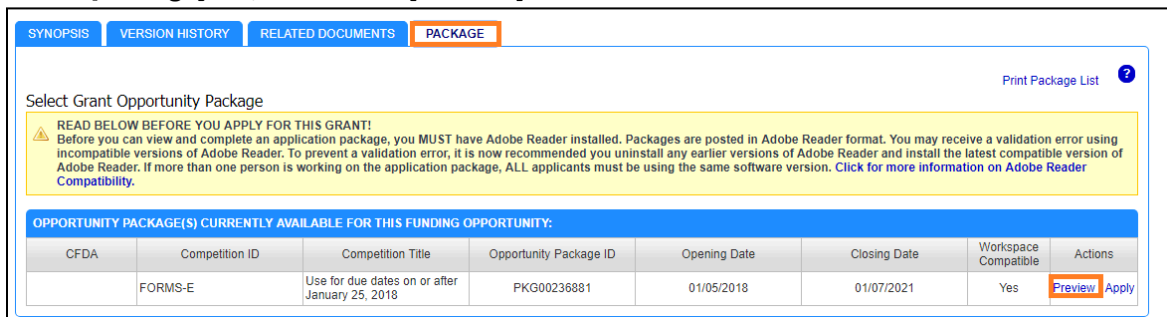 SYNOPSIS VERSION HISTORY RELATED DOCUMENTS PACKAGE
Print Package List ?
Select Grant Opportunity Package
READ BELOW BEFORE YOU APPLY FOR THIS GRANT!
Before you can view and complete an application package, you MUST have Adobe Reader installed. Packages are posted in Adobe Reader format. You may receive a validation error using
incompatible versions of Adobe Reader. To prevent a validation error, it is now recommended you uninstall any earlier versions of Adobe Reader and install the latest compatible version of
Adobe Reader. If more than one person is working on the application package, ALL applicants must be using the same software version. Click for more information on Adobe Reader
Compatibility.
OPPORTUNITY PACKAGE(S) CURRENTLY AVAILABLE FOR THIS FUNDING OPPORTUNITY:
CFDA Competition ID Competition Title Opportunity Package ID Opening Date Closing Date Workspace Compatible Actions
FORMS-E Use for due dates on or after January 25, 2018 PKG00236881 01/05/2018 01/07/2021 Yes Preview Apply